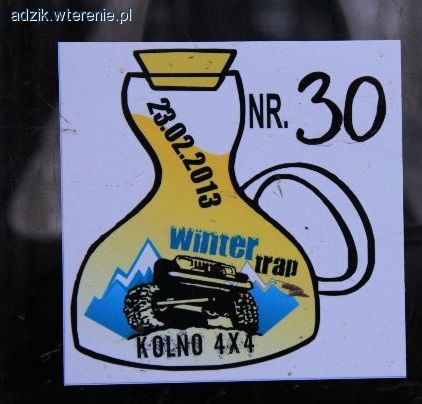 adzik.wterenie.pl
23.02.2013
NR. 30
winter
trap
KOLNO 4X4